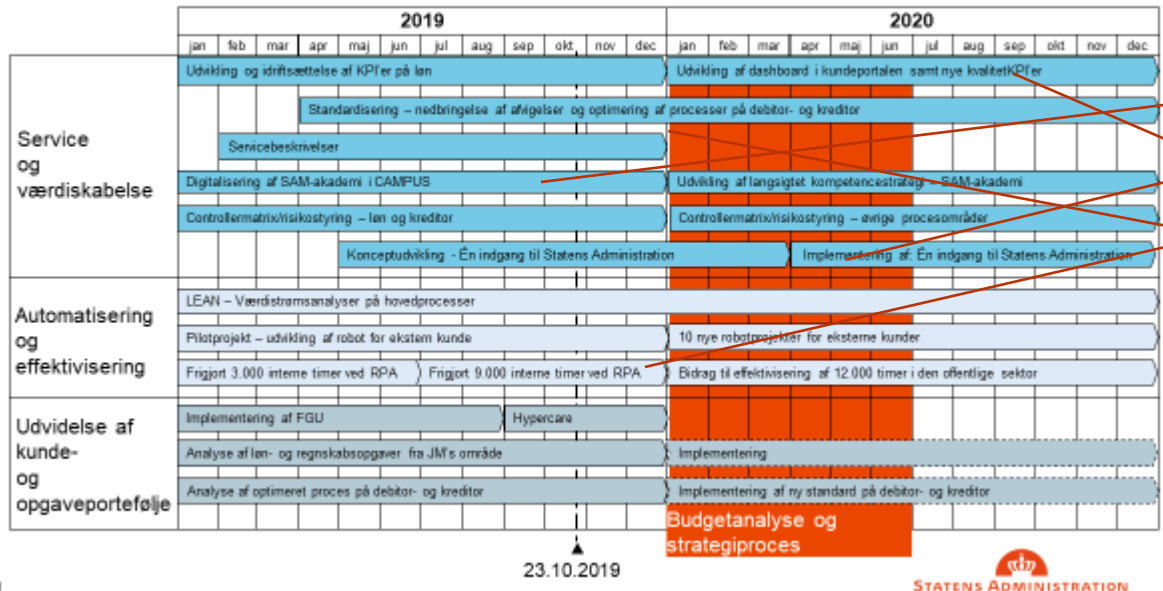 2019 2020
jan feb mar apr maj jun jul aug sep okt nov dec jan feb mar apr maj jun jul aug sep okt nov dec
Service
og
værdiskabelse
Udvikling og idriftsættelse af KPI'er på løn
Udvikling af dashboard i kundeportalen samt nye kvalitetKPI'er
Standardisering – nedbringelse af afvigelser og optimering af processer på debitor- og kreditor
Servicebeskrivelser
Digitalisering af SAM-akademi i CAMPUS
Udvikling af langsigtet kompetencestrategi – SAM-akademi
Controllermatrix/risikostyring – løn og kreditor
Controllermatrix/risikostyring – øvrige procesområder
Konceptudvikling - Én indgang til Statens Administration
Implementering af: Én indgang til Statens Administration
Automatisering
og
effektivisering
LEAN – Værdistrømsanalyser på hovedprocesser
Pilotprojekt – udvikling af robot for ekstern kunde
10 nye robotprojekter for eksterne kunder
Frigjort 3.000 interne timer ved RPA
Frigjort 9.000 interne timer ved RPA
Bidrag til effektivisering af 12.000 timer i den offentlige sektor
Udvidelse af
kunde-
og
opgaveportefølje
Implementering af FGU
Hypercare
Analyse af løn- og regnskabsopgaver fra JM's område
Implementering
Analyse af optimeret proces på debitor- og kreditor
Implementering af ny standard på debitor- og kreditor
Budgetanalyse og
strategiproces
23.10.2019
STATENS ADMINISTRATION